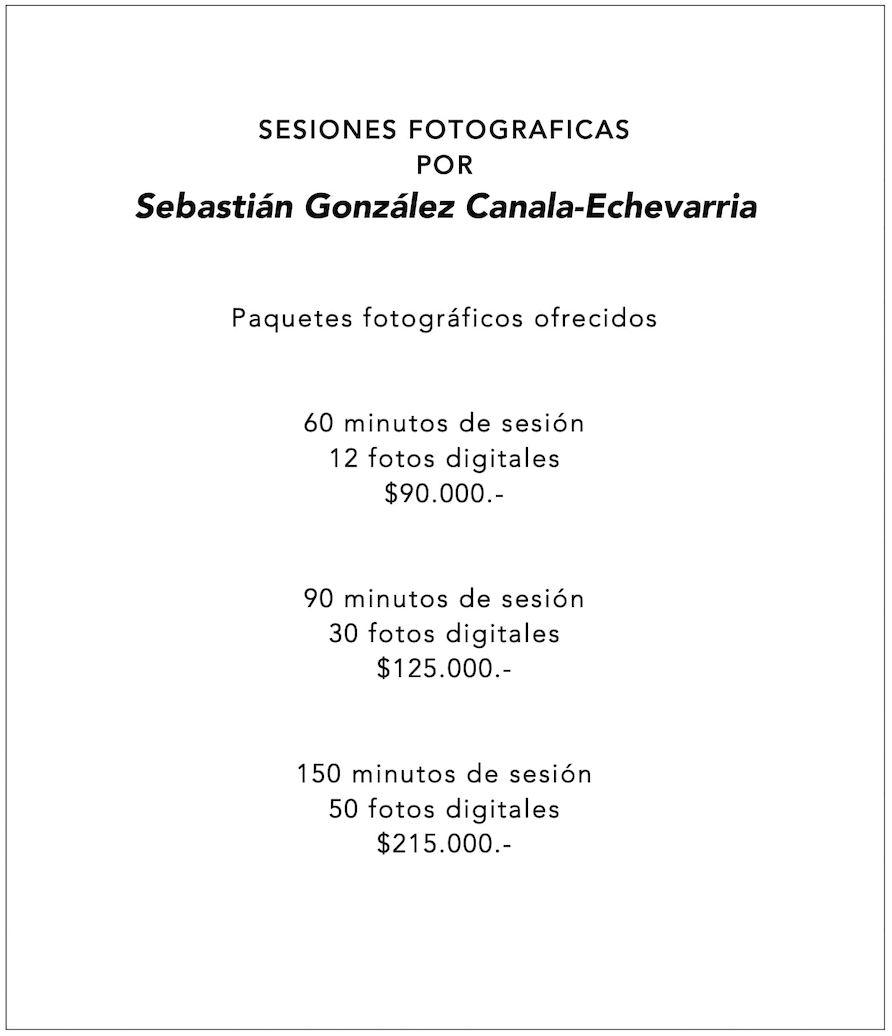 SESIONES FOTOGRAFICAS
POR
Sebastián González Canala-Echevarria
Paquetes fotográficos ofrecidos
60 minutos de sesión
12 fotos digitales
$90.000.-
90 minutos de sesión
30 fotos digitales
$125.000.-
150 minutos de sesión
50 fotos digitales
$215.000.-